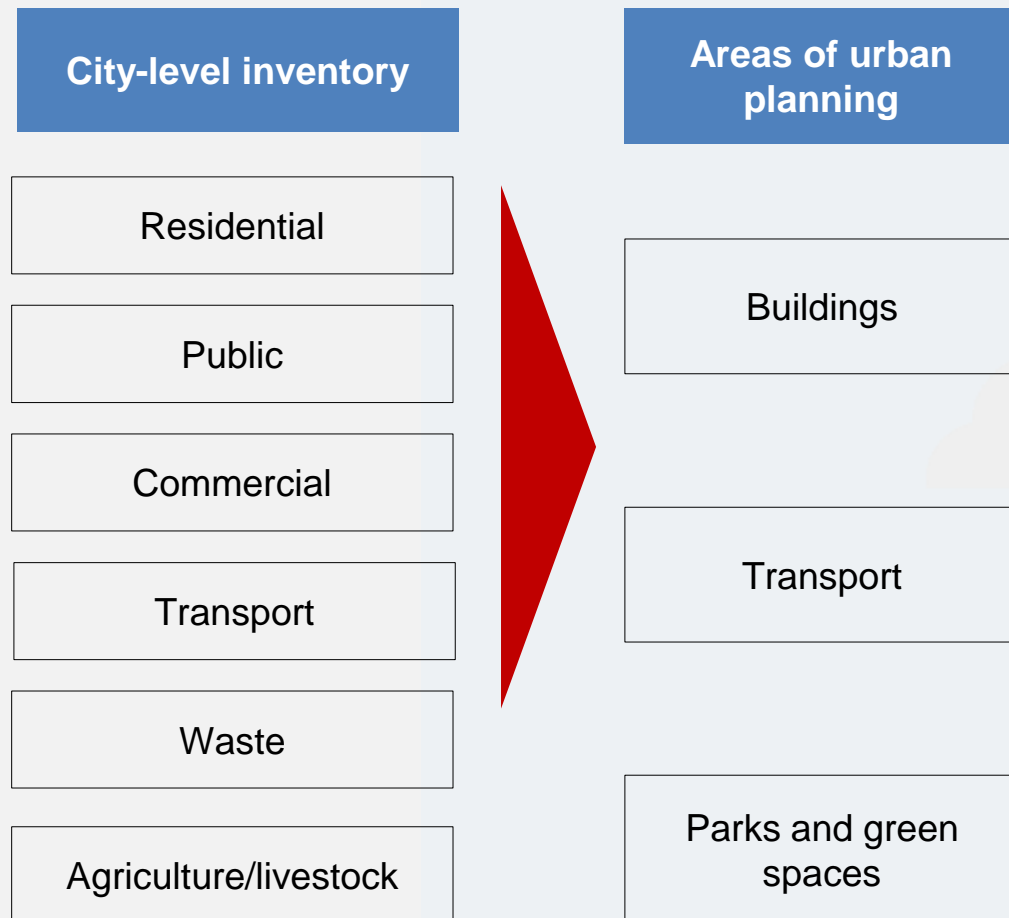 City-level inventory
Residential
Public
Commercial
Transport
Waste
Agriculture/livestock
Areas of urban
planning
Buildings
Transport
Parks and green
spaces